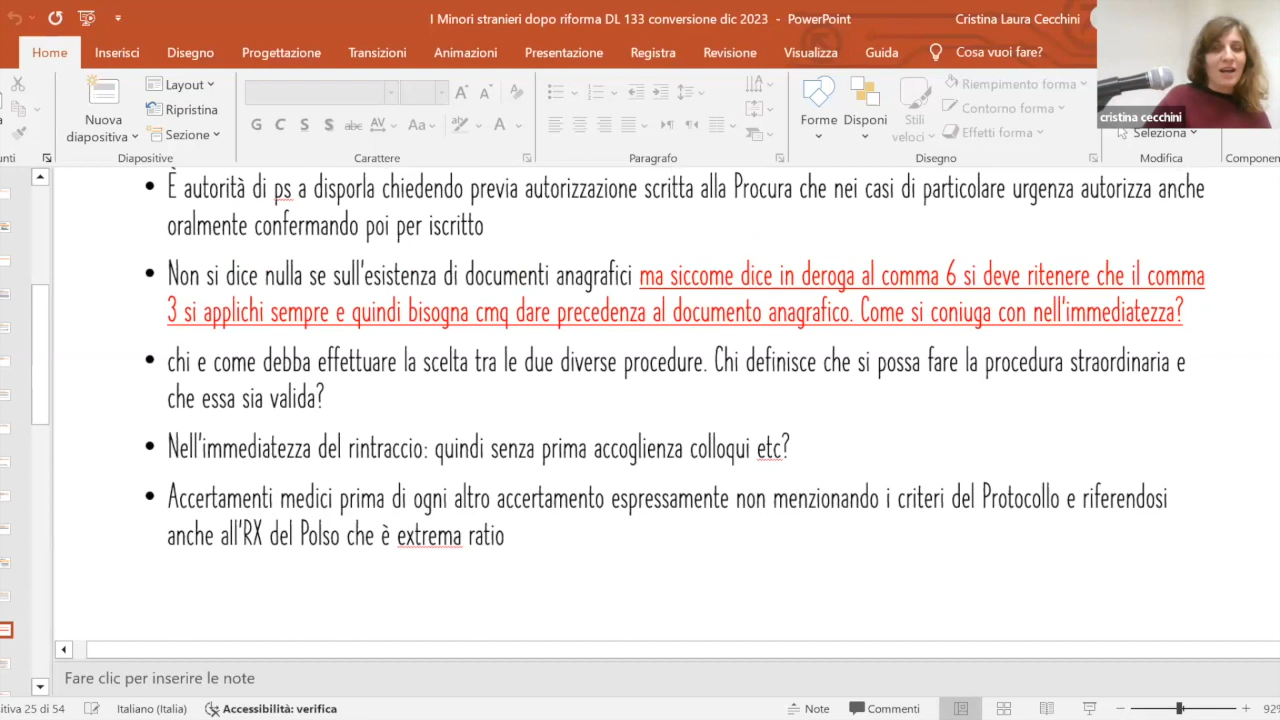 I Minori stranieri dopo riforma DL 133 conversione dic 2023 - PowerPoint
Cristina Laura Cecchini
Home Inserisci Disegno Progettazione Transizioni Animazioni Presentazione Registra Revisione Visualizza Guida Cosa vuoi fare?
Nuova
diapositiva
Layout
Ripristina
Sezione
G C S S abc AV Aa A
Forme Disponi Stili
veloci
Riempimento forma
Contorno forma
Effetti forma
cristina cecchini
Seleziona
Diapositive Carattere Paragrafo Disegno Modifica Componen
• È autorità di ps a disporla chiedendo previa autorizzazione scritta alla Procura che nei casi di particolare urgenza autorizza anche
oralmente confermando poi per iscritto
• Non si dice nulla se sull'esistenza di documenti anagrafici ma siccome dice in deroga al comma 6 si deve ritenere che il comma
3 si applichi sempre e quindi bisogna cmq dare precedenza al documento anagrafico. Come si coniuga con nell'immediatezza?
• chi e come debba effettuare la scelta tra le due diverse procedure. Chi definisce che si possa fare la procedura straordinaria e
che essa sia valida?
• Nell'immediatezza del rintraccio: quindi senza prima accoglienza colloqui etc?
• Accertamenti medici prima di ogni altro accertamento espressamente non menzionando i criteri del Protocollo e riferendosi
anche all'RX del Polso che è extrema ratio
Fare clic per inserire le note
sitiva 25 di 54 Italiano (Italia) Accessibilità: verifica Note Commenti 92%